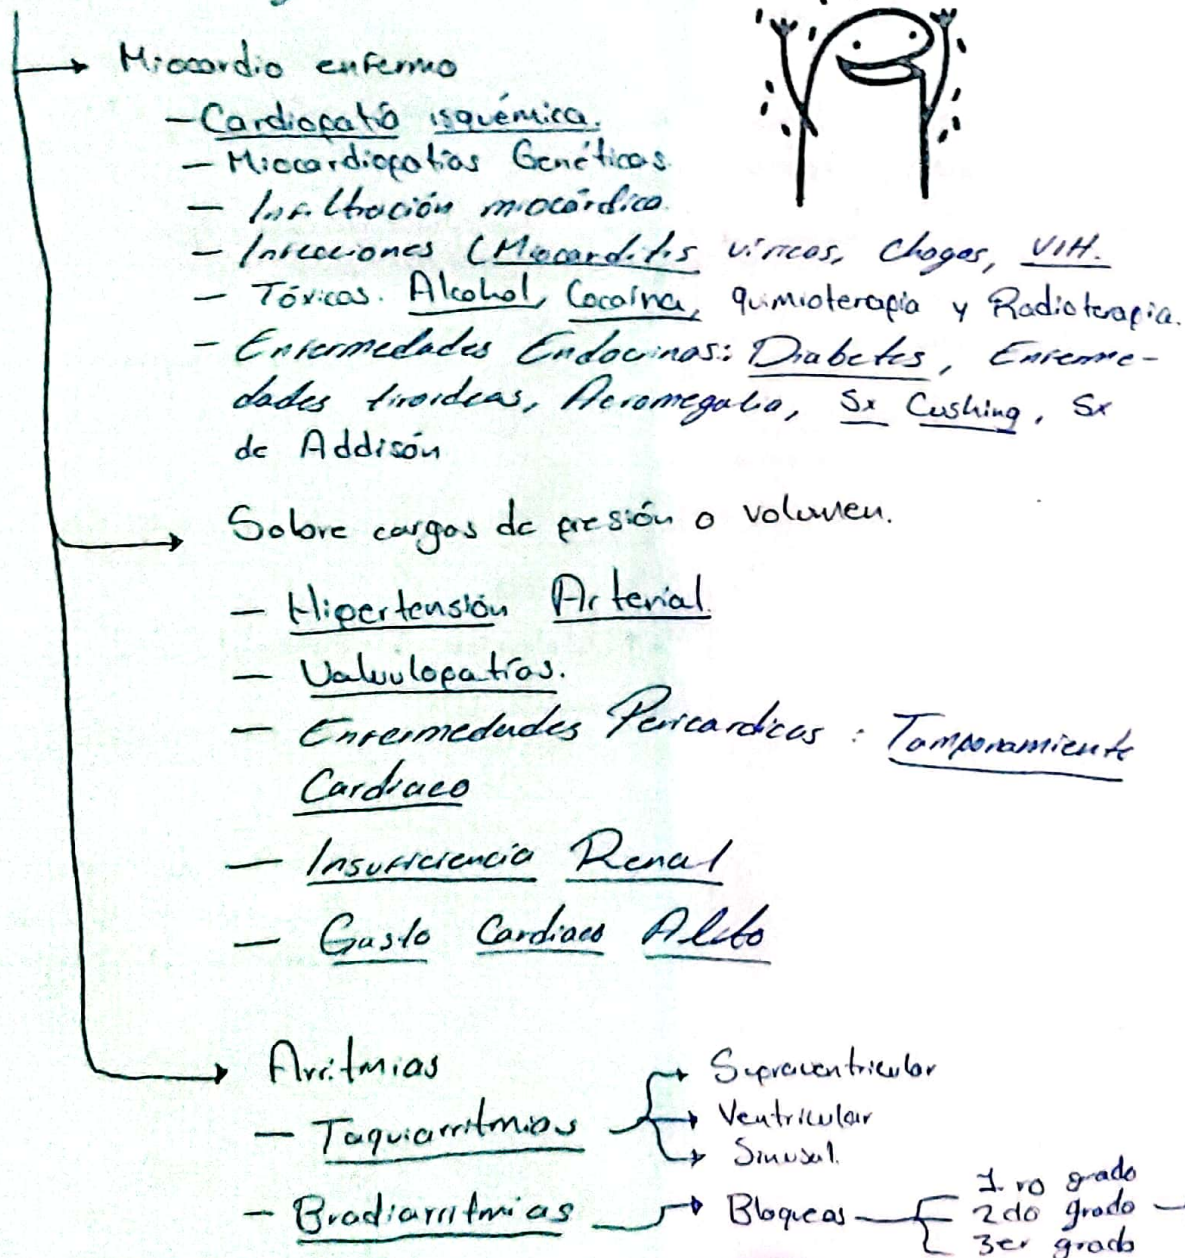 Miocardio enfermo
- Cardiopatía isquémica.
- Miocardiopatías Genéticas.
- Infiltración miocárdica.
- Infecciones (Miocarditis víricas, chagas, VIH.
- Tóxicos. Alcohol, Cocaína, quimioterapia y Radioterapia.
- Enfermedades Endocrinas: Diabetes, Enferme-
dades tiroideas, Acromegalia, Sx Cushing, Sx
de Addisón
Sobre cargas de presión o volumen.
- Hipertensión Arterial.
- Valvulopatías.
- Enfermedades Pericardicas : Tamponamiento
Cardiaco
- Insuficiencia Renal
- Gasto Cardiaco Alto
Arritmias
- Taquiarritmias
Supraventricular
Ventricular
Sinusal.
- Bradiarritmias
Bloqueos
1.ro grado
2do grado
3er grado